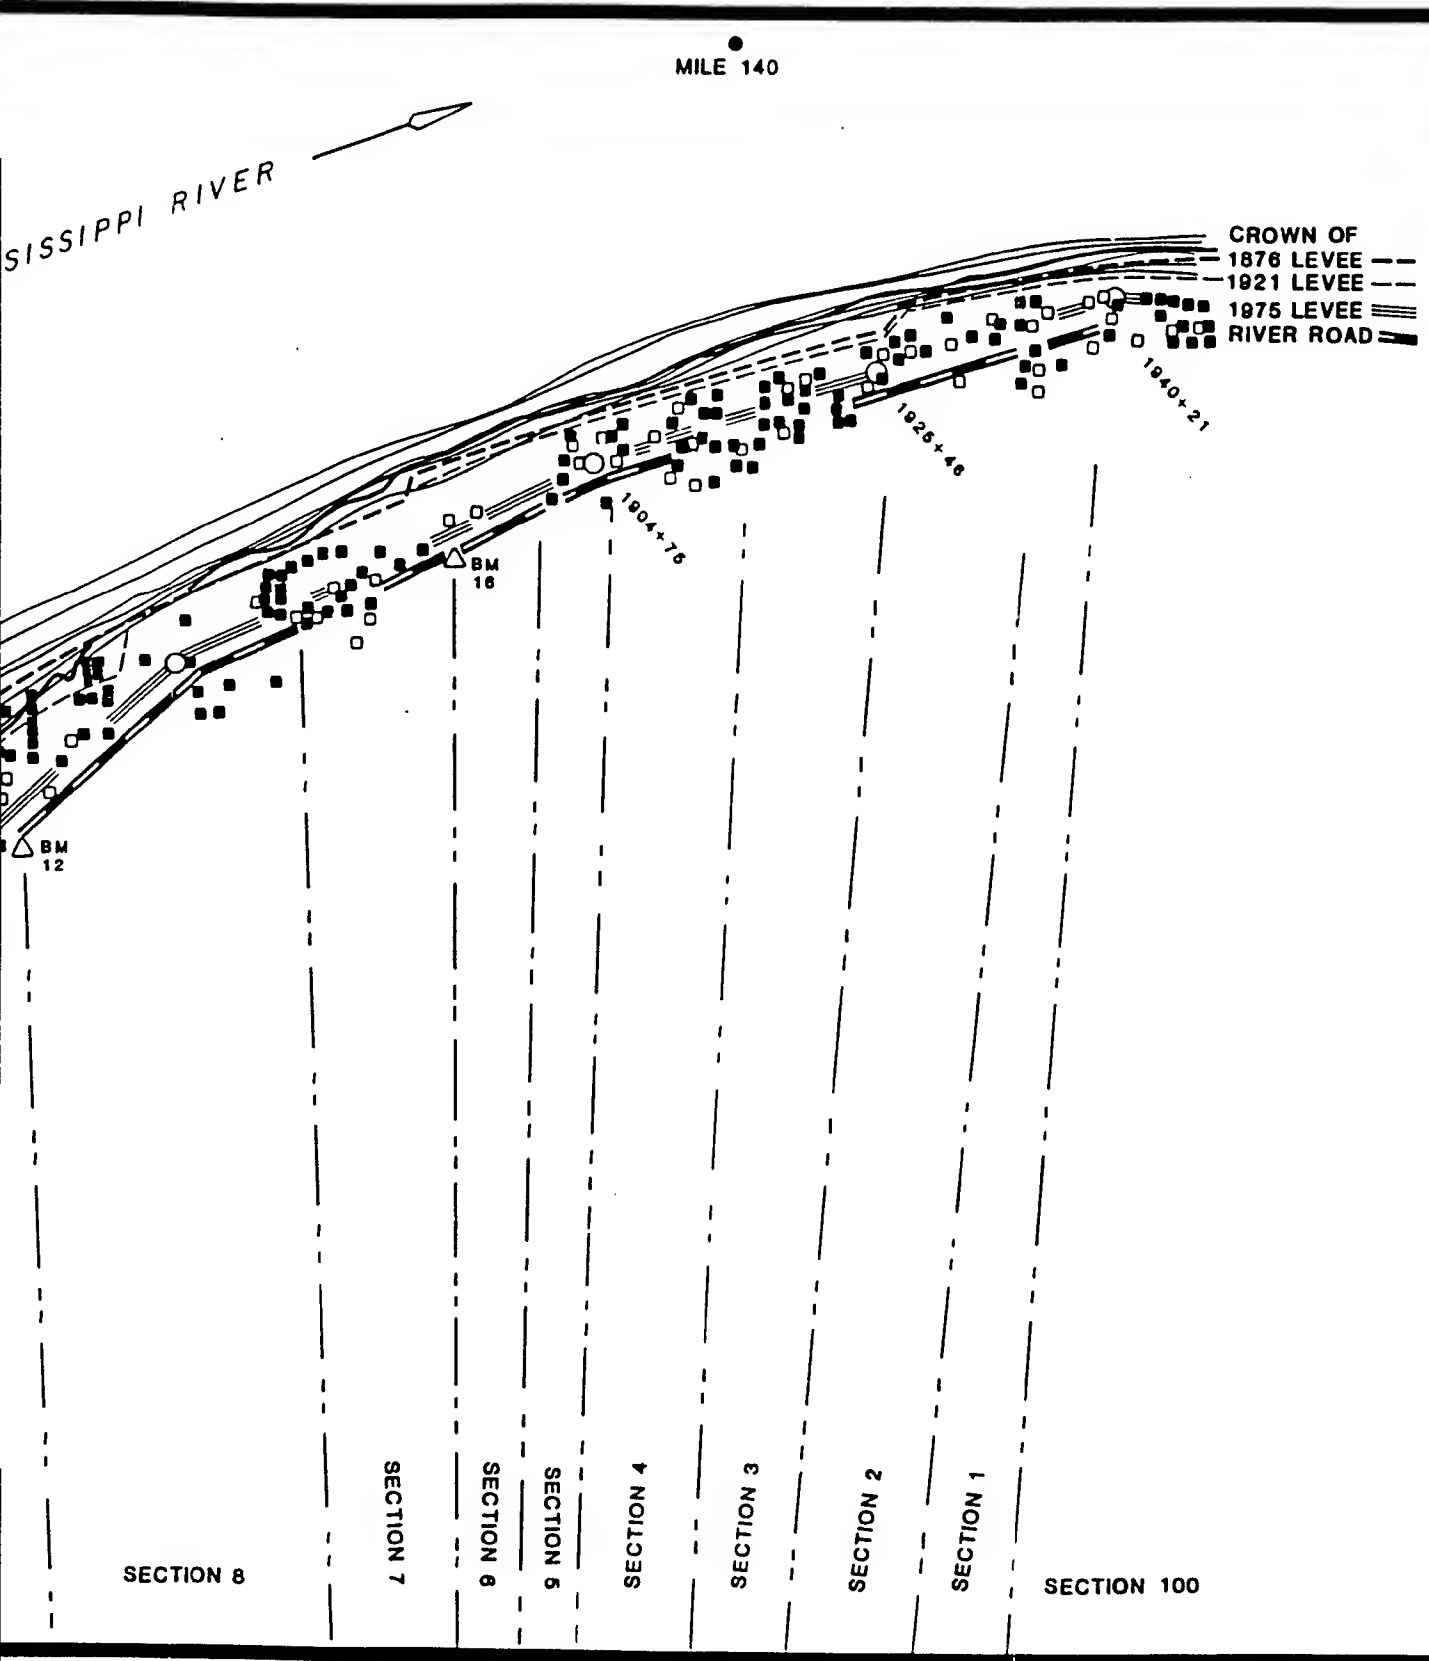 MILE 140
SISSIPPI RIVER
CROWN OF
1876 LEVEE
1921 LEVEE
1975 LEVEE
RIVER ROAD
1940+21
1925+46
1904+75
BM
16
BM
12
SECTION 8
SECTION 7
SECTION 6
SECTION 5
SECTION 4
SECTION 3
SECTION 2
SECTION 1
SECTION 100